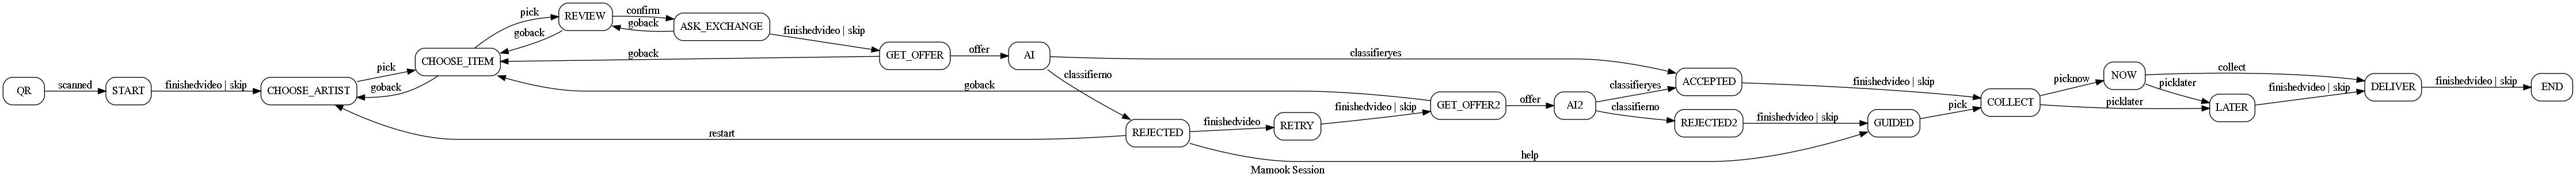 QR
scanned
START
finishedvideo | skip
CHOOSE_ARTIST
pick
goback
CHOOSE_ITEM
pick
goback
REVIEW
confirm
goback
ASK_EXCHANGE
finishedvideo | skip
goback
GET_OFFER
offer
AI
classifieryes
classifierno
goback
restart
REJECTED
finishedvideo
RETRY
finishedvideo | skip
GET_OFFER2
offer
AI2
classifieryes
classifierno
ACCEPTED
REJECTED2
finishedvideo | skip
finishedvideo | skip
help
GUIDED
pick
COLLECT
picknow
picklater
NOW
collect
picklater
LATER
finishedvideo | skip
DELIVER
finishedvideo | skip
END
Mamook Session